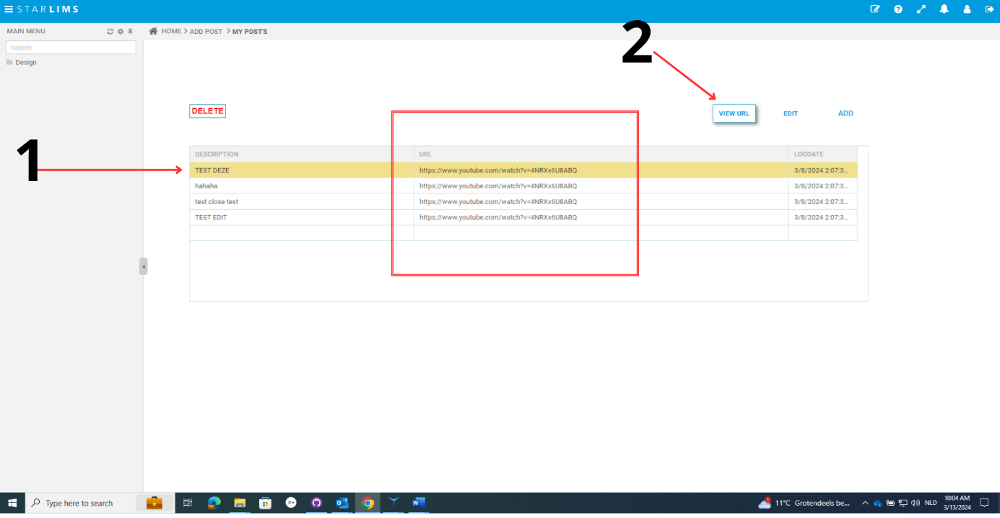 STARLIMS
MAIN MENU
HOME > ADD POST > MY POST'S
2
Search
Design
DELETE
VIEW URL EDIT ADD
1
DESCRIPTION URL LOGDATE
TEST DEZE https://www.youtube.com/watch?v=4NRXx6U8ABQ 3/8/2024 2:07:3...
hahaha https://www.youtube.com/watch?v=4NRXx6U8ABQ 3/8/2024 2:07:3...
test close test https://www.youtube.com/watch?v=4NRXx6U8ABQ 3/8/2024 2:07:3...
TEST EDIT https://www.youtube.com/watch?v=4NRXx6U8ABQ 3/8/2024 2:07:3...
Type here to search
11°C Grotendeels be...
NLD
10:04 AM
3/13/2024